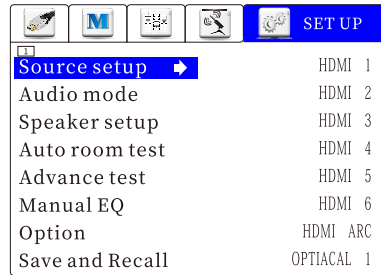 M SET UP
1
Source setup HDMI 1
Audio mode HDMI 2
Speaker setup HDMI 3
Auto room test HDMI 4
Advance test HDMI 5
Manual EQ HDMI 6
Option HDMI ARC
Save and Recall OPTIACAL 1